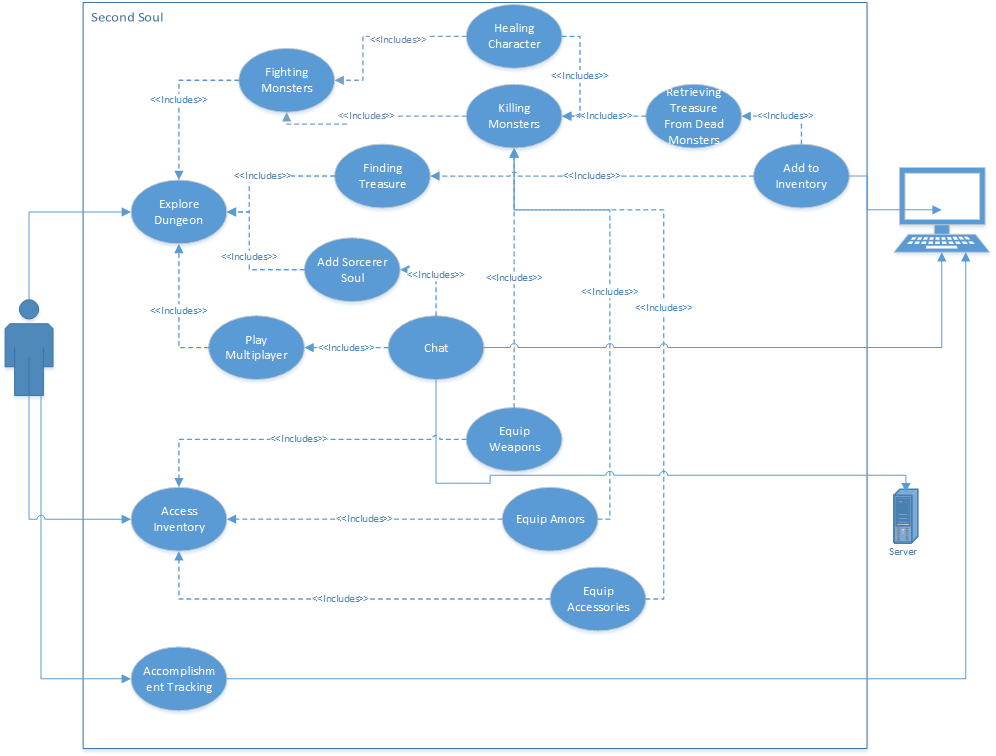 Second Soul
Healing
Character
<<Includes>>
Fighting
Monsters
<<Includes>>
<<Includes>>
Killing
Monsters
<<Includes>>
<<Includes>>
Retrieving
Treasure
From Dead
Monsters
<<Includes>>
Finding
Treasure
<<Includes>>
<<Includes>>
Add to
Inventory
Explore
Dungeon
Add Sorcerer
Soul
<<Includes>>
<<Includes>>
<<Includes>>
<<Includes>>
<<Includes>>
<<Includes>>
Play
Multiplayer
<<Includes>>
Chat
Equip
Weapons
<<Includes>>
Access
Inventory
<<Includes>>
Equip Amors
Server
Equip
Accessories
<<Includes>>
Accomplishm
ent Tracking